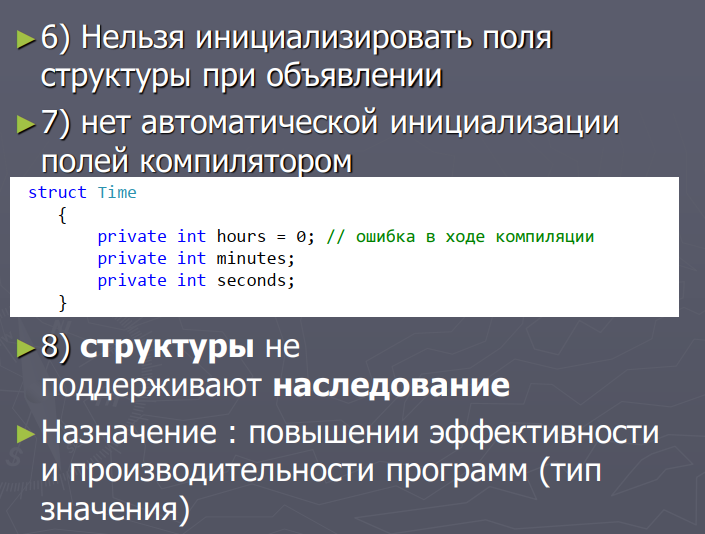 ►6) Нельзя инициализировать поля
структуры при объявлении
►7) нет автоматической инициализации
полей компилятором
struct Time
{
private int hours = 0; // ошибка в ходе компиляции
private int minutes;
private int seconds;
}
►8) структуры не
поддерживают наследование
►Назначение : повышении эффективности
и производительности программ (тип
значения)